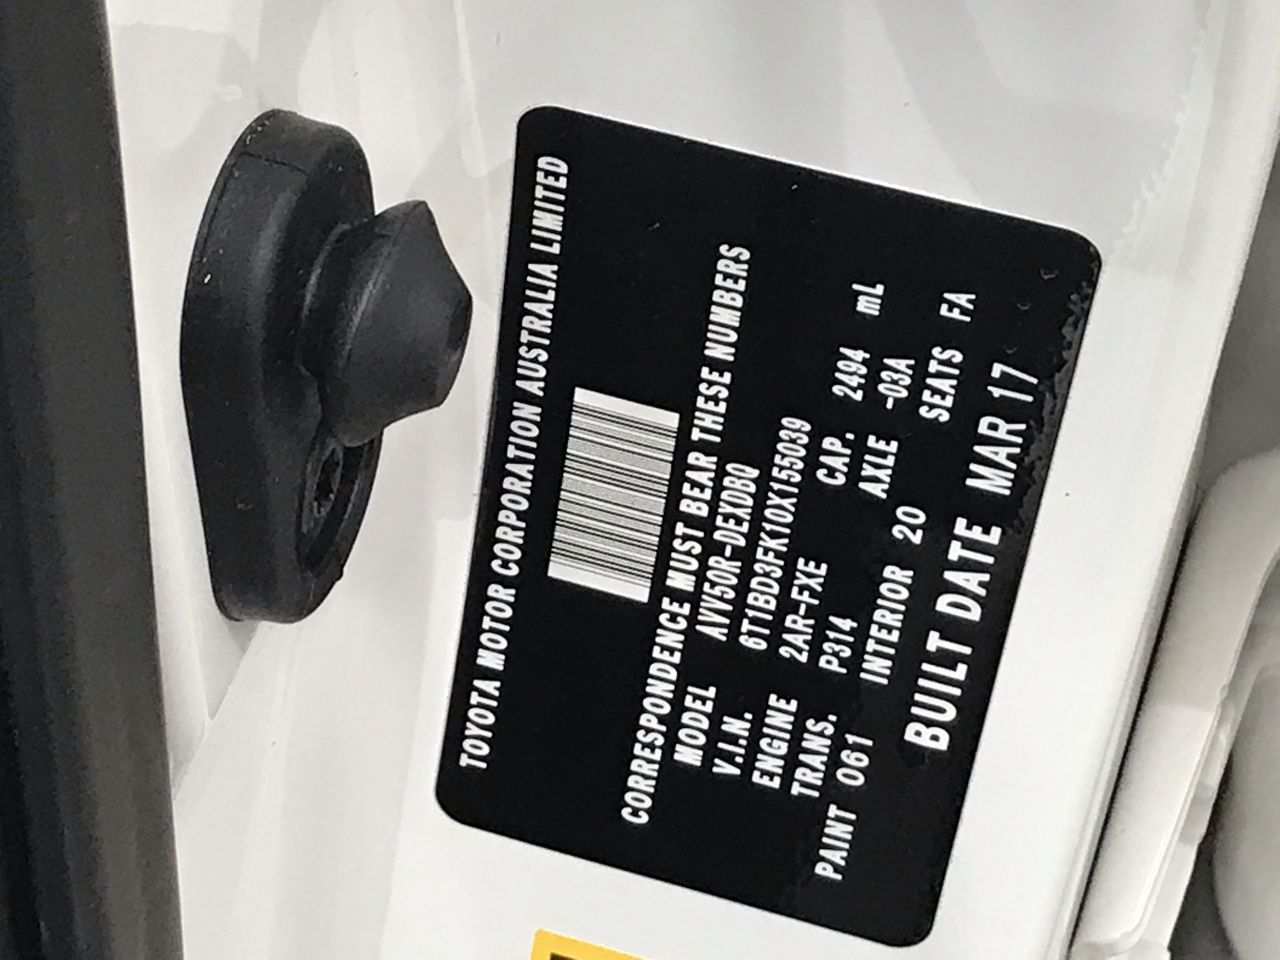 TOYOTA MOTOR CORPORATION AUSTRALIA LIMITED
CORRESPONDENCE MUST BEAR THESE NUMBERS
MODEL AVV50R-DEXDBQ
V.I.N. 6T1BD3FK10X155039
ENGINE 2AR-FXE CAP. 2494 mL
TRANS. P314 AXLE -03A
PAINT 061 INTERIOR 20 SEATS FA
BUILT DATE MAR 17